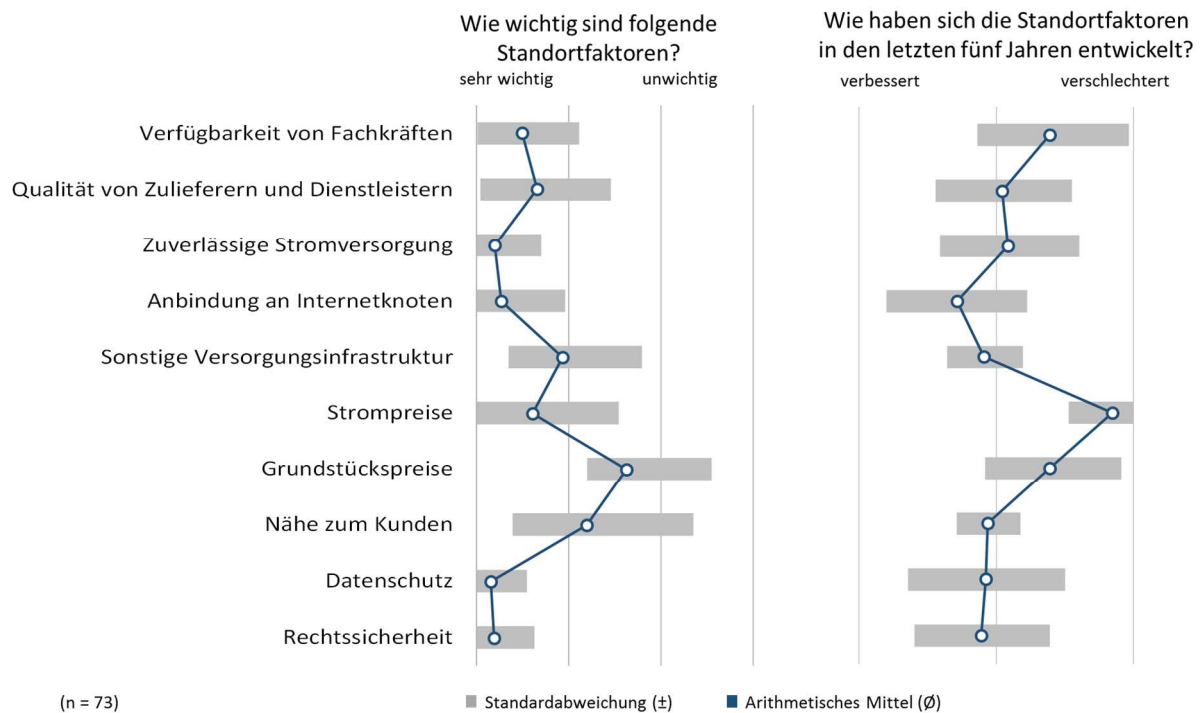 Wie wichtig sind folgende
Standortfaktoren?
sehr wichtig unwichtig
Wie haben sich die Standortfaktoren
in den letzten fünf Jahren entwickelt?
verbessert verschlechtert
Verfügbarkeit von Fachkräften
Qualität von Zulieferern und Dienstleistern
Zuverlässige Stromversorgung
Anbindung an Internetknoten
Sonstige Versorgungsinfrastruktur
Strompreise
Grundstückspreise
Nähe zum Kunden
Datenschutz
Rechtssicherheit
(n = 73) Standardabweichung (±) Arithmetisches Mittel (Ø)